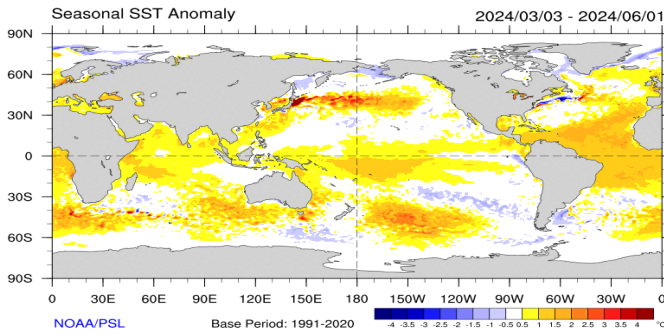 Seasonal SST Anomaly 2024/03/03 - 2024/06/01
90N
60N
30N
0
30S
60S
90S
0 30E 60E 90E 120E 150E 180 150W 120W 90W 60W 30W 0
NOAA/PSL Base Period: 1991-2020
-4 -3.5 -3 -2.5 -2 -1.5 -1 -0.5 0.5 1 1.5 2 2.5 3 3.5 4 °C